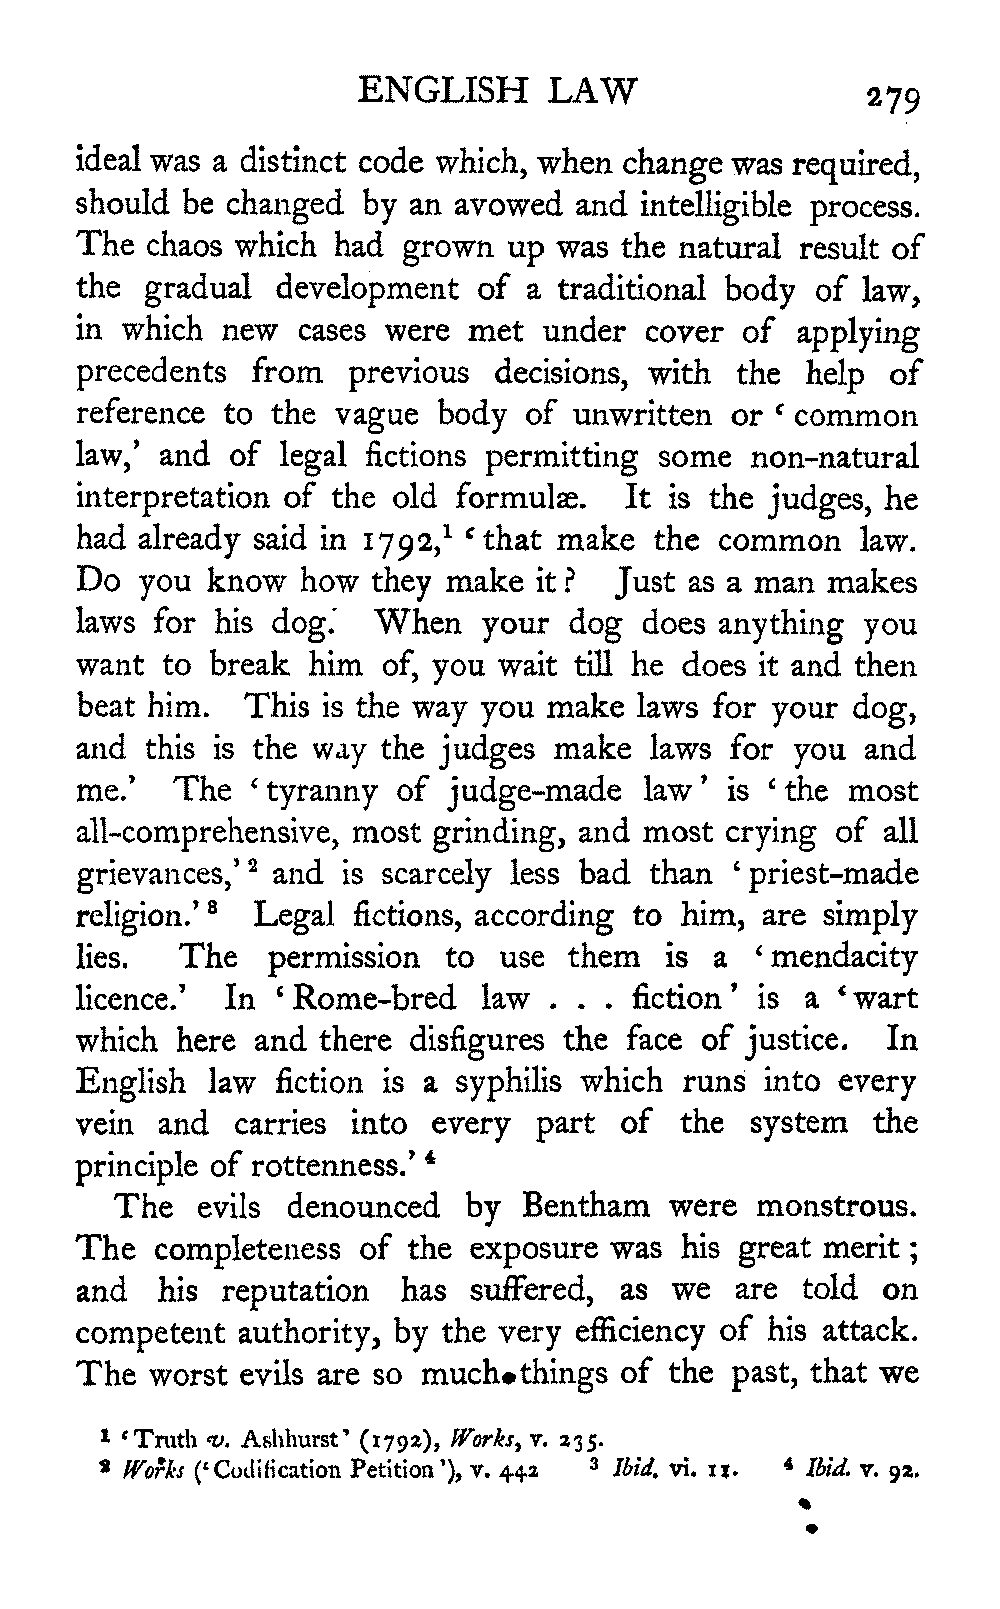 ENGLISH LAW 279
ideal was a distinct code which, when change was required,
should be changed by an avowed and intelligible process.
The chaos which had grown up was the natural result of
the gradual development of a traditional body of law,
in which new cases were met under cover of applying
precedents from previous decisions, with the help of
reference to the vague body of unwritten or ‘common
law,’ and of legal fictions permitting some non-natural
interpretation of the old formulæ. It is the judges, he
had already said in 1792,¹ ‘that make the common law.
Do you know how they make it? Just as a man makes
laws for his dog. When your dog does anything you
want to break him of, you wait till he does it and then
beat him. This is the way you make laws for your dog,
and this is the way the judges make laws for you and
me.’ The ‘tyranny of judge-made law’ is ‘the most
all-comprehensive, most grinding, and most crying of all
grievances,’² and is scarcely less bad than ‘priest-made
religion.’³ Legal fictions, according to him, are simply
lies. The permission to use them is a ‘mendacity
licence.’ In ‘Rome-bred law . . . fiction’ is a ‘wart
which here and there disfigures the face of justice. In
English law fiction is a syphilis which runs into every
vein and carries into every part of the system the
principle of rottenness.’⁴
The evils denounced by Bentham were monstrous.
The completeness of the exposure was his great merit;
and his reputation has suffered, as we are told on
competent authority, by the very efficiency of his attack.
The worst evils are so much things of the past, that we
¹ ‘Truth v. Ashhurst’ (1792), Works, v. 235.
² Works (‘Codification Petition’), v. 442 ³ Ibid. vi. 11. ⁴ Ibid. v. 92.